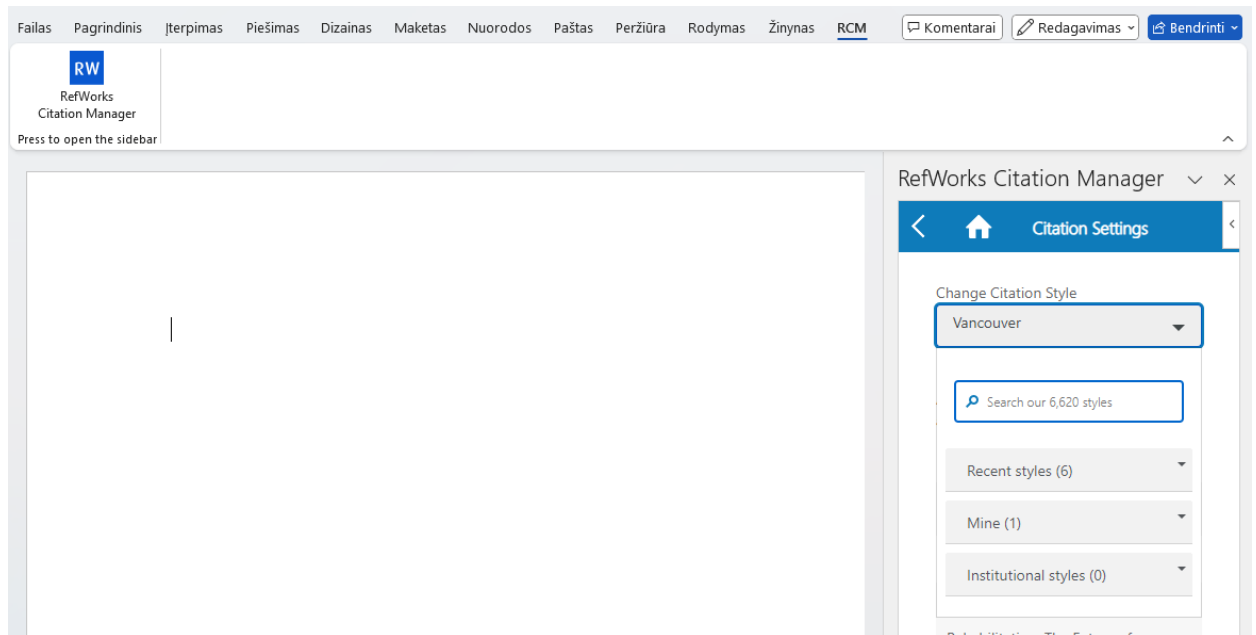 Failas Pagrindinis Įterpimas Piešimas Dizainas Maketas Nuorodos Paštas Peržiūra Rodymas Žinynas RCM Komentarai Redagavimas Bendrinti
RW
RefWorks
Citation Manager
Press to open the sidebar
RefWorks Citation Manager
Citation Settings
Change Citation Style
Vancouver
Search our 6,620 styles
Recent styles (6)
Mine (1)
Institutional styles (0)